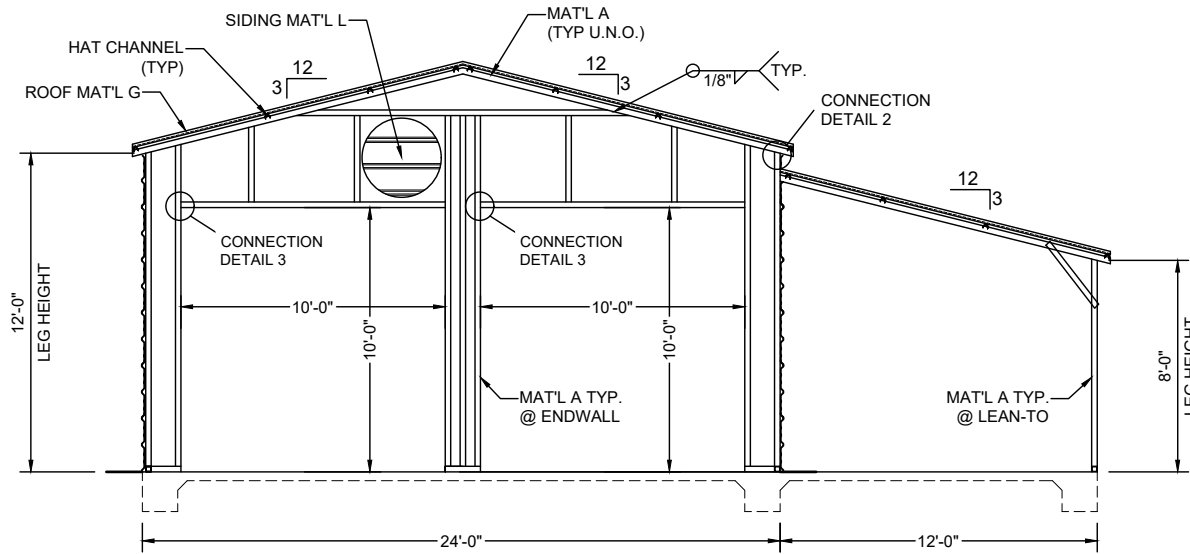 SIDING MAT'L L
MAT'L A
(TYP U.N.O.)
HAT CHANNEL
(TYP)
12
3
12
3
1/8"
TYP.
ROOF MAT'L G
CONNECTION
DETAIL 2
12
3
CONNECTION
DETAIL 3
CONNECTION
DETAIL 3
12'-0"
LEG HEIGHT
10'-0"
10'-0"
10'-0"
10'-0"
8'-0"
LEG HEIGHT
MAT'L A TYP.
@ ENDWALL
MAT'L A TYP.
@ LEAN-TO
24'-0"
12'-0"